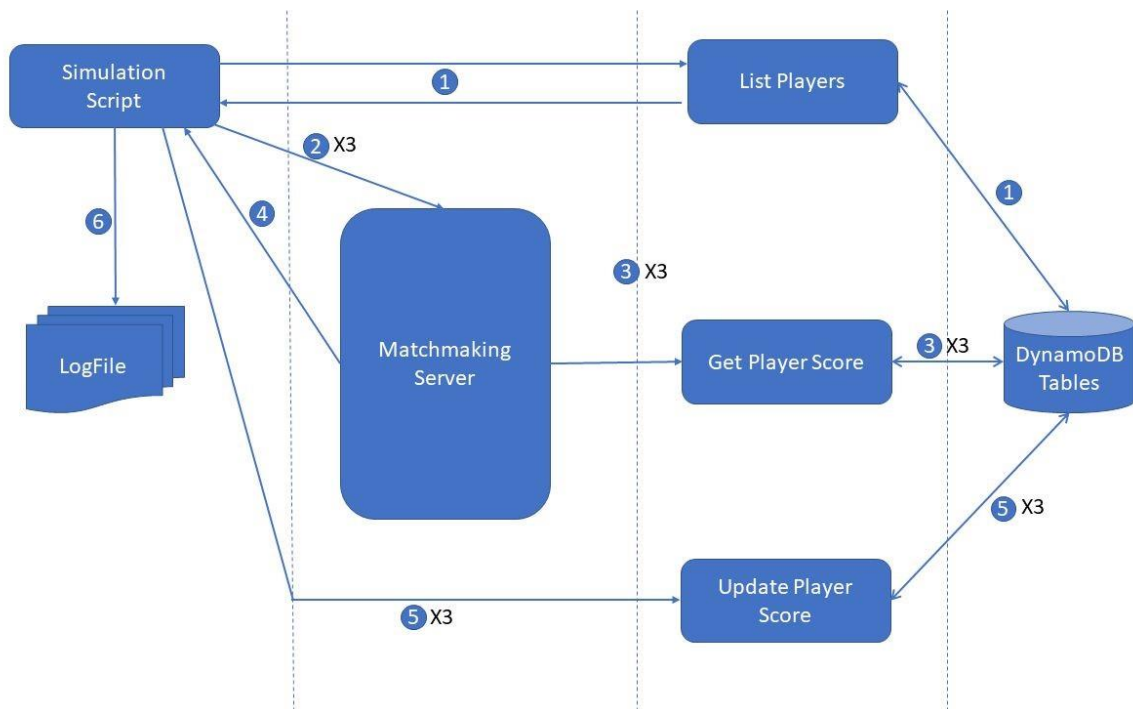 Simulation
Script
1
List Players
2 X3
1
6
4
3 X3
LogFile
Matchmaking
Server
Get Player Score
3 X3
DynamoDB
Tables
5 X3
Update Player
Score
5 X3